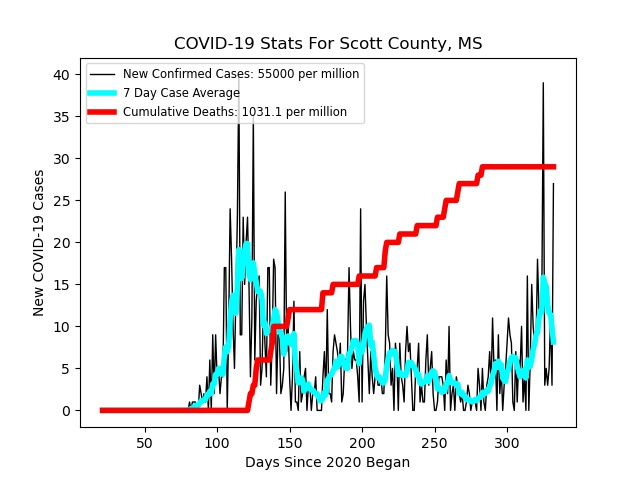 COVID-19 Stats For Scott County, MS
New Confirmed Cases: 55000 per million
7 Day Case Average
Cumulative Deaths: 1031.1 per million
New COVID-19 Cases
40
35
30
25
20
15
10
5
0
50 100 150 200 250 300
Days Since 2020 Began